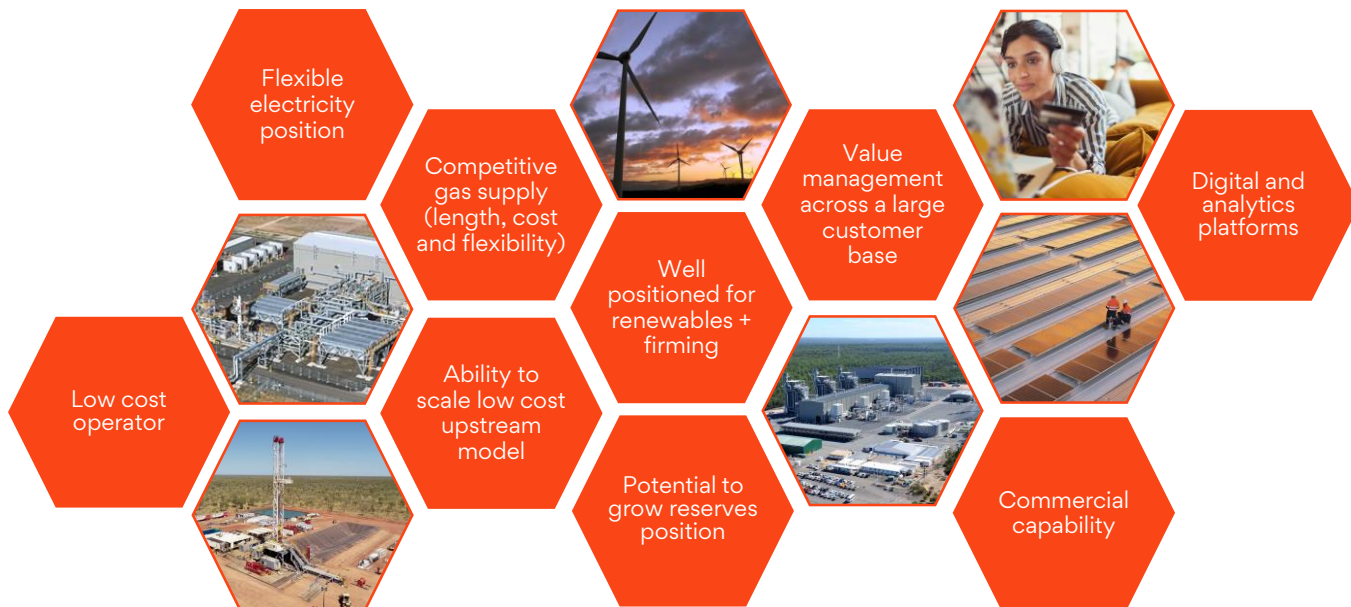 Flexible
electricity
position
Competitive
gas supply
(length, cost
and flexibility)
Value
management
across a large
customer
base
Digital and
analytics
platforms
Well
positioned for
renewables +
firming
Low cost
operator
Ability to
scale low cost
upstream
model
Potential to
grow reserves
position
Commercial
capability